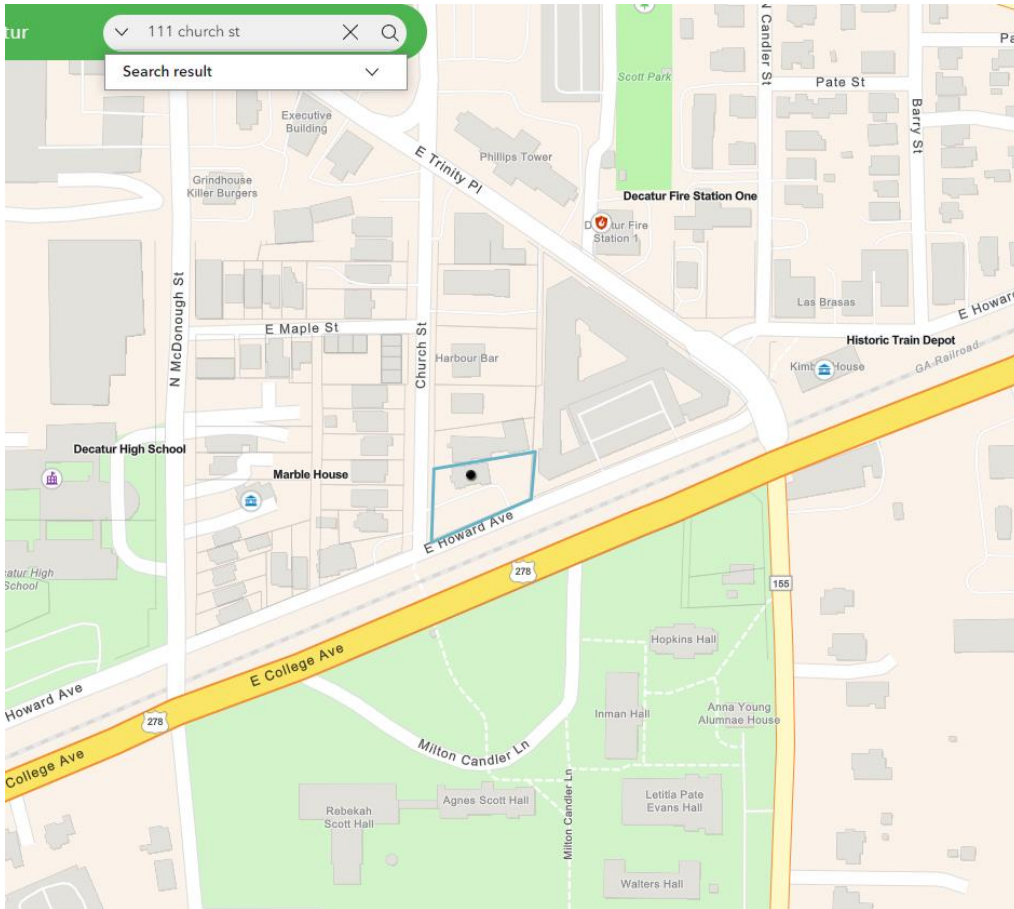 tur
111 church st
Search result
Scott Park
N Candler St
Pate St
Pa
Barry St
Executive
Building
E Trinity Pl
Phillips Tower
Grindhouse
Killer Burgers
Decatur Fire Station One
Decatur Fire
Station 1
N McDonough St
E Maple St
Church St
Harbour Bar
Las Brasas
E Howard
Historic Train Depot
House
GA Railroad
Decatur High School
Marble House
E Howard Ave
278
catur High
School
155
E College Ave
Hopkins Hall
Inman Hall
Anna Young
Alumnae House
Howard Ave
278
College Ave
Milton Candler Ln
Milton Candler Ln
Rebekah
Scott Hall
Agnes Scott Hall
Letitia Pate
Evans Hall
Walters Hall